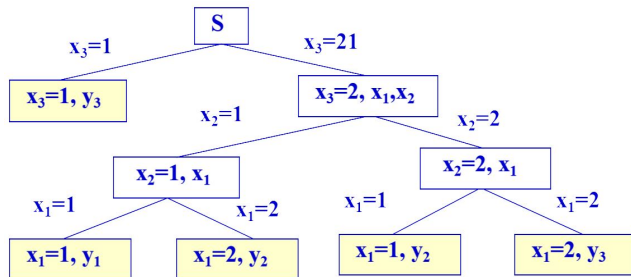 S
x₃=1
x₃=21
x₃=1, y₃
x₃=2, x₁,x₂
x₂=1
x₂=2
x₂=1, x₁
x₂=2, x₁
x₁=1
x₁=2
x₁=1
x₁=2
x₁=1, y₁
x₁=2, y₂
x₁=1, y₂
x₁=2, y₃